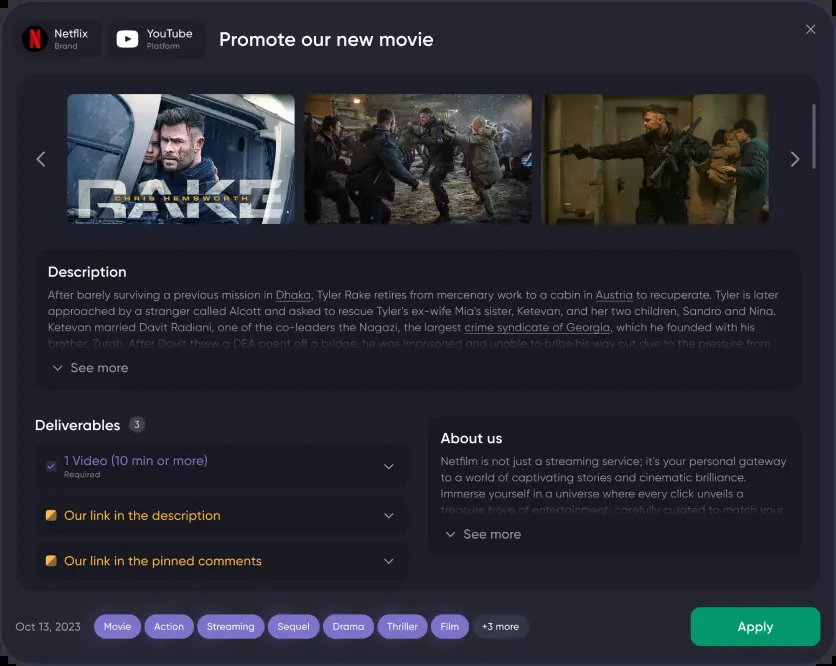 Netflix
Brand
YouTube
Platform
Promote our new movie
RAKE
CHRIS HEMSWORTH
Description
After barely surviving a previous mission in Dhaka, Tyler Rake retires from mercenary work to a cabin in Austria to recuperate. Tyler is later
approached by a stranger called Alcott and asked to rescue Tyler's ex-wife Mia's sister, Ketevan, and her two children, Sandro and Nina.
Ketevan married Davit Radiani, one of the co-leaders the Nagazi, the largest crime syndicate of Georgia, which he founded with his
brother, Zurab. After Davit threw a DEA agent off a bridge, he was imprisoned and unable to bribe his way out due to the pressure from
See more
Deliverables 3
1 Video (10 min or more)
Required
Our link in the description
Our link in the pinned comments
About us
Netfilm is not just a streaming service; it's your personal gateway
to a world of captivating stories and cinematic brilliance.
Immerse yourself in a universe where every click unveils a
treasure trove of entertainment, carefully curated to match your
See more
Oct 13, 2023
Movie
Action
Streaming
Sequel
Drama
Thriller
Film
+3 more
Apply